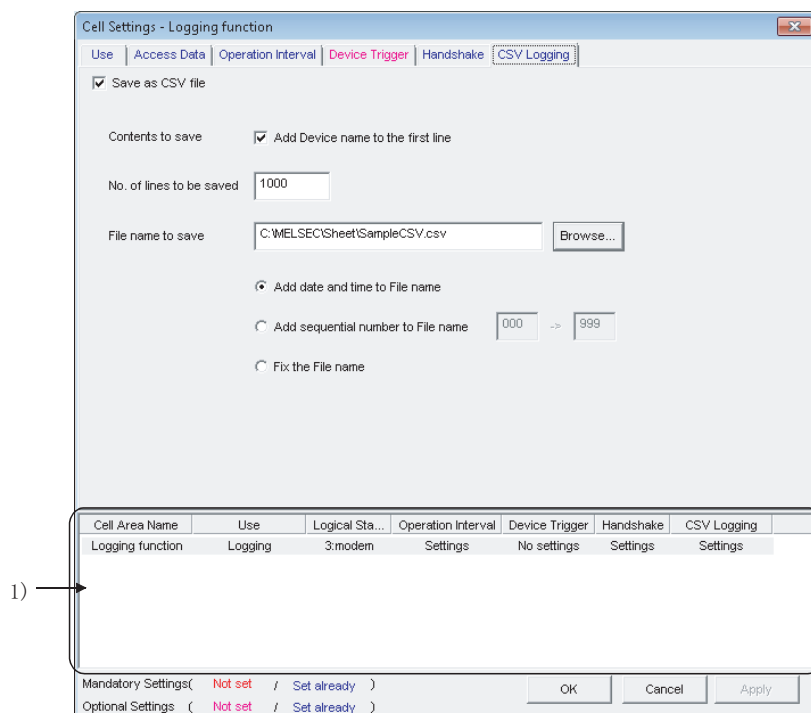 Cell Settings - Logging function
Use Access Data Operation Interval Device Trigger Handshake CSV Logging
Save as CSV file
Contents to save Add Device name to the first line
No. of lines to be saved 1000
File name to save C:\MELSEC\Sheet\SampleCSV.csv Browse...
Add date and time to File name
Add sequential number to File name 000 -> 999
Fix the File name
Cell Area Name Use Logical Sta... Operation Interval Device Trigger Handshake CSV Logging
Logging function Logging 3:modem Settings No settings Settings Settings
1)
Mandatory Settings( Not set / Set already ) OK Cancel Apply
Optional Settings ( Not set / Set already )